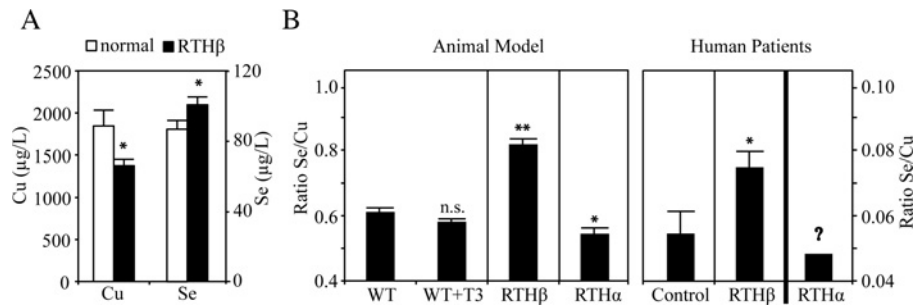 A
normal RTHβ
2500
2000
1500
1000
500
0
Cu (µg/L)
120
80
40
0
Se (µg/L)
*
*
Cu Se
B
Animal Model
Human Patients
1.0
0.8
0.6
0.4
Ratio Se/Cu
n.s.
**
*
WT WT+T3 RTHβ RTHα
*
?
Control RTHβ RTHα
0.10
0.08
0.06
0.04
Ratio Se/Cu